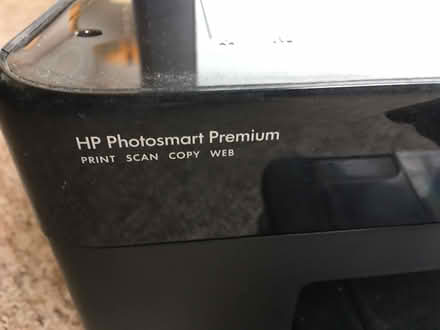 HP Photosmart Premium
PRINT SCAN COPY WEB